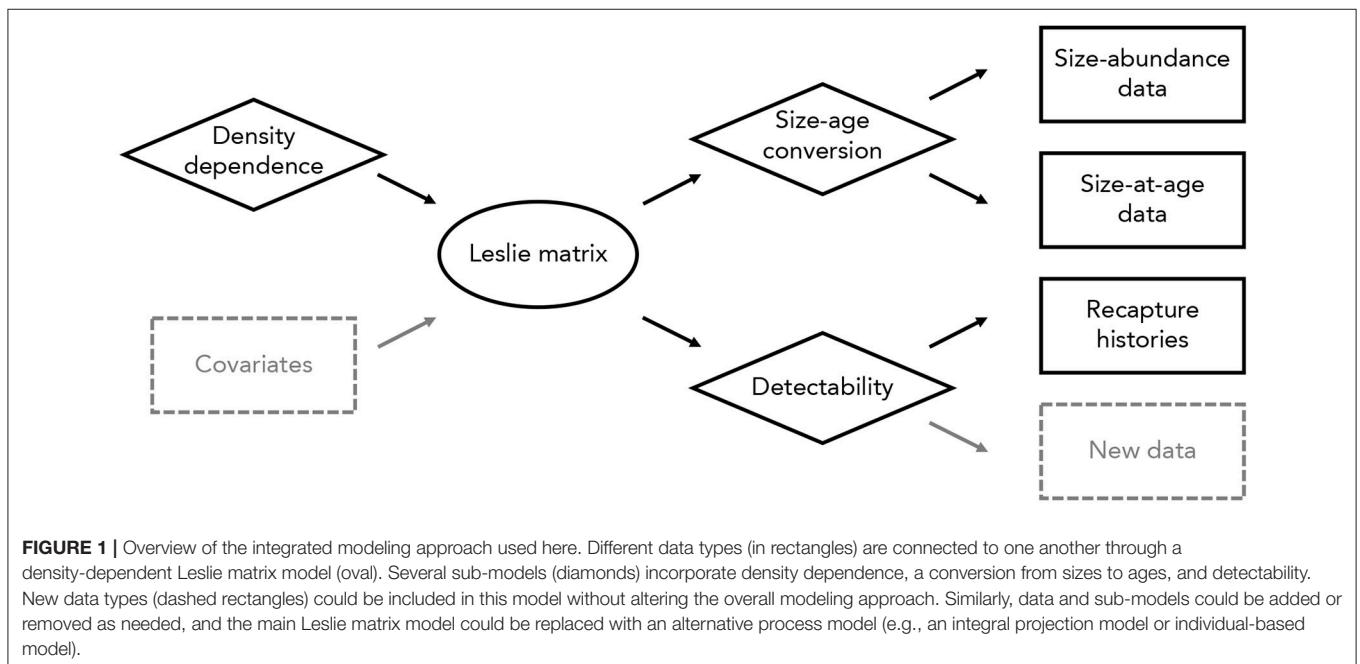 Density
dependence
Covariates
Leslie matrix
Size-age
conversion
Detectability
Size-abundance
data
Size-at-age
data
Recapture
histories
New data
FIGURE 1 | Overview of the integrated modeling approach used here. Different data types (in rectangles) are connected to one another through a
density-dependent Leslie matrix model (oval). Several sub-models (diamonds) incorporate density dependence, a conversion from sizes to ages, and detectability.
New data types (dashed rectangles) could be included in this model without altering the overall modeling approach. Similarly, data and sub-models could be added or
removed as needed, and the main Leslie matrix model could be replaced with an alternative process model (e.g., an integral projection model or individual-based
model).